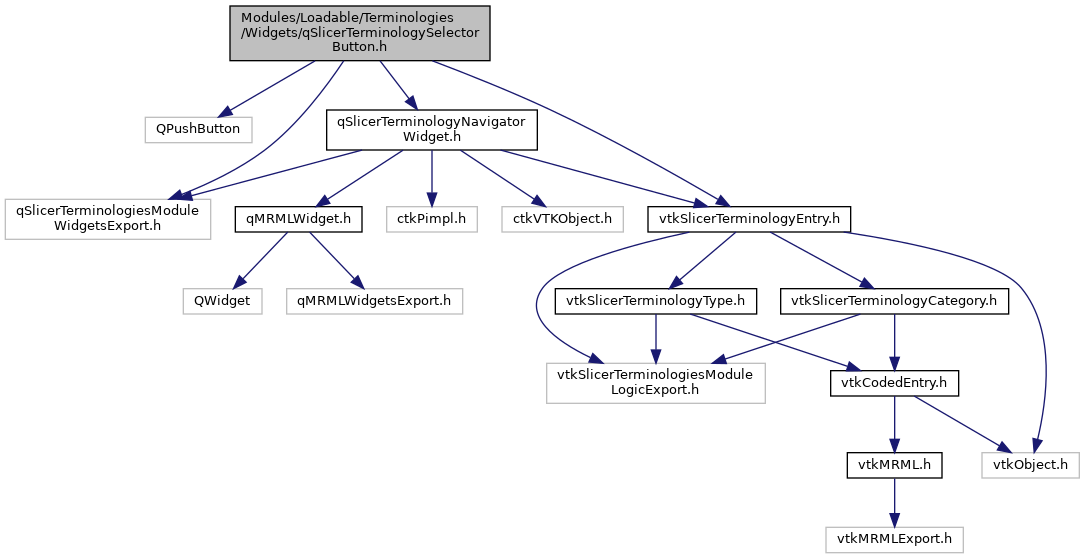 Modules/Loadable/Terminologies
/Widgets/qSlicerTerminologySelector
Button.h
QPushButton
qSlicerTerminologyNavigator
Widget.h
qSlicerTerminologiesModule
WidgetsExport.h
qMRMLWidget.h
ctkPimpl.h
ctkVTKObject.h
vtkSlicerTerminologyEntry.h
QWidget
qMRMLWidgetsExport.h
vtkSlicerTerminologyType.h
vtkSlicerTerminologyCategory.h
vtkSlicerTerminologiesModule
LogicExport.h
vtkCodedEntry.h
vtkMRML.h
vtkObject.h
vtkMRMLExport.h